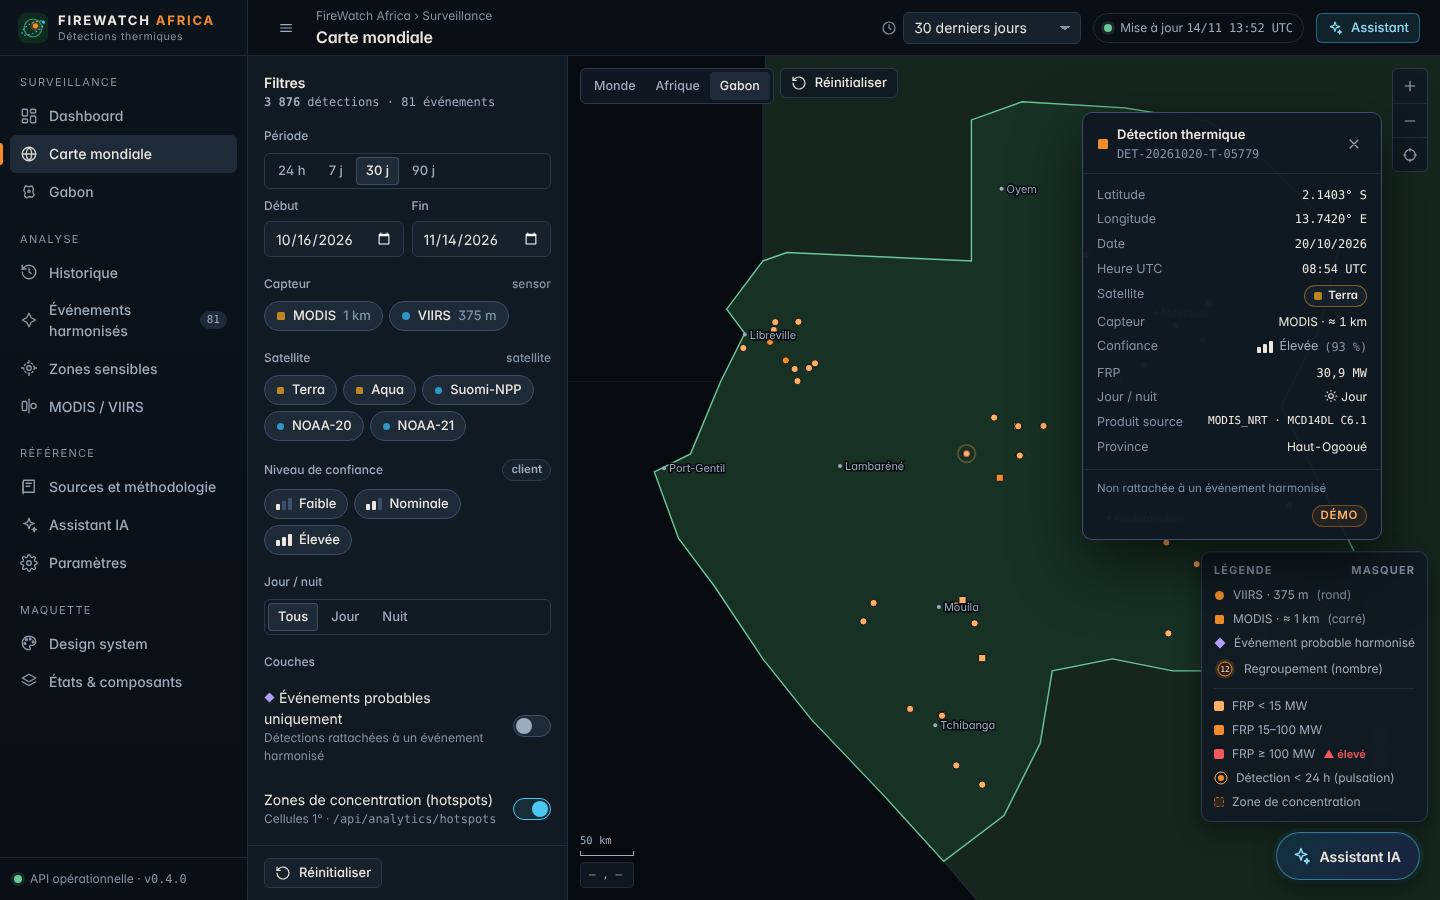 FIREWATCH AFRICA
Détections thermiques
SURVEILLANCE
Dashboard
Carte mondiale
Gabon
ANALYSE
Historique
Événements
harmonisés
81
Zones sensibles
MODIS / VIIRS
RÉFÉRENCE
Sources et méthodologie
Assistant IA
Paramètres
MAQUETTE
Design system
États & composants
API opérationnelle · v0.4.0
FireWatch Africa › Surveillance
Carte mondiale
30 derniers jours
Mise à jour 14/11 13:52 UTC
Assistant
Filtres
3 876 détections · 81 événements
Période
24 h 7 j 30 j 90 j
Début Fin
10/16/2026 11/14/2026
Capteur sensor
MODIS 1 km VIIRS 375 m
Satellite satellite
Terra Aqua Suomi-NPP
NOAA-20 NOAA-21
Niveau de confiance client
Faible Nominale
Élevée
Jour / nuit
Tous Jour Nuit
Couches
Événements probables
uniquement
Détections rattachées à un événement
harmonisé
Zones de concentration (hotspots)
Cellules 1° · /api/analytics/hotspots
Réinitialiser
Monde Afrique Gabon
Réinitialiser
Oyem
Libreville
Port-Gentil
Lambaréné
Mouila
Tchibanga
50 km
— , —
Détection thermique
DET-20261020-T-05779
Latitude 2.1403° S
Longitude 13.7420° E
Date 20/10/2026
Heure UTC 08:54 UTC
Satellite Terra
Capteur MODIS · ≈ 1 km
Confiance Élevée (93 %)
FRP 30,9 MW
Jour / nuit Jour
Produit source MODIS_NRT · MCD14DL C6.1
Province Haut-Ogooué
Non rattachée à un événement harmonisé
DÉMO
LÉGENDE MASQUER
VIIRS · 375 m (rond)
MODIS · ≈ 1 km (carré)
Événement probable harmonisé
12 Regroupement (nombre)
FRP < 15 MW
FRP 15–100 MW
FRP ≥ 100 MW ▲ élevé
Détection < 24 h (pulsation)
Zone de concentration
Assistant IA